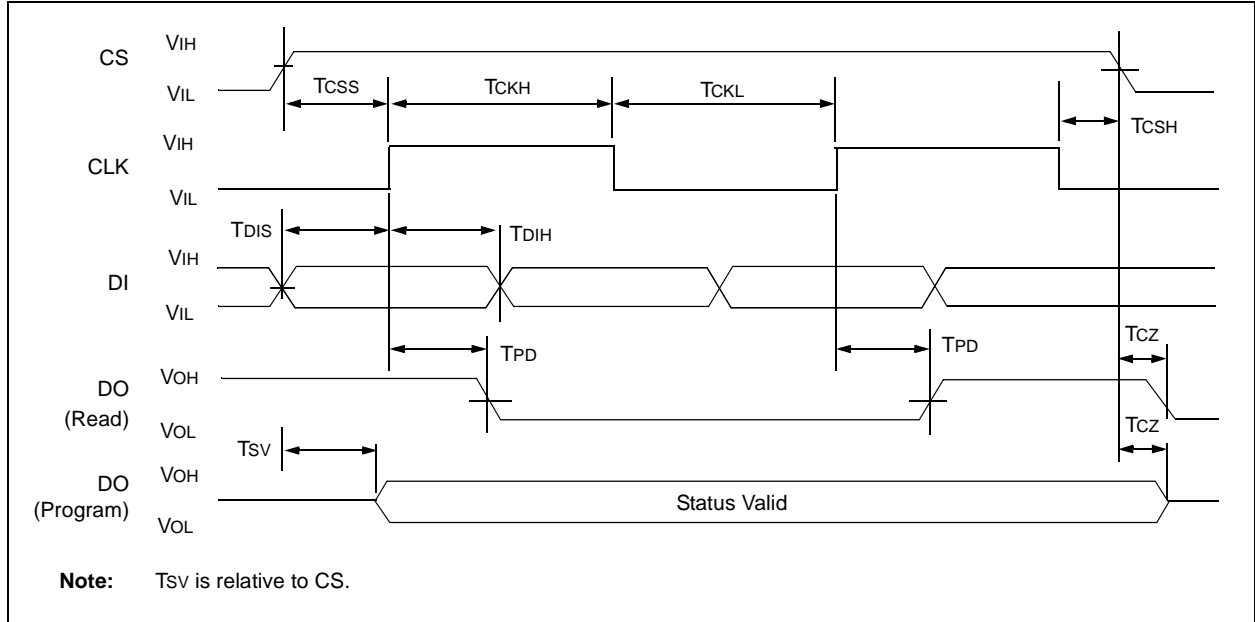 CS
VIH
VIL
TCSS
TCKH
TCKL
TCSH
CLK
VIH
VIL
TDIS
TDIH
DI
VIH
VIL
TPD
TPD
TCZ
DO
(Read)
VOH
VOL
TSV
TCZ
DO
(Program)
VOH
VOL
Status Valid
Note: TSV is relative to CS.